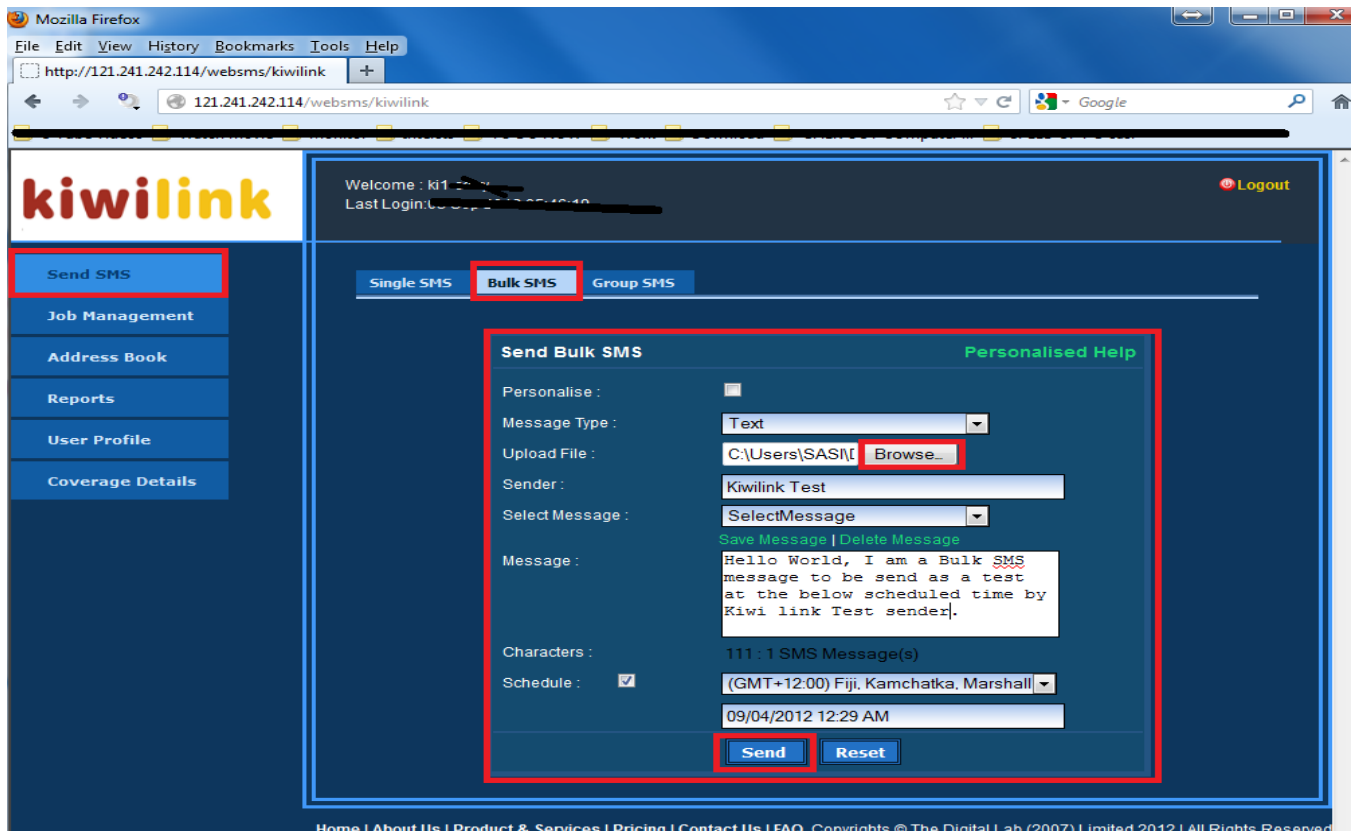 Mozilla Firefox
File Edit View History Bookmarks Tools Help
http://121.241.242.114/websms/kiwilink +
121.241.242.114/websms/kiwilink Google
kiwilink
Welcome : ki1
Last Login:
Logout
Send SMS
Job Management
Address Book
Reports
User Profile
Coverage Details
Single SMS Bulk SMS Group SMS
Send Bulk SMS Personalised Help
Personalise :
Message Type : Text
Upload File : C:\Users\SASI\[ Browse...
Sender : Kiwilink Test
Select Message : SelectMessage
Save Message | Delete Message
Message : Hello World, I am a Bulk SMS
message to be send as a test
at the below scheduled time by
Kiwi link Test sender.
Characters : 111 : 1 SMS Message(s)
Schedule : (GMT+12:00) Fiji, Kamchatka, Marshall
09/04/2012 12:29 AM
Send Reset
Home | About Us | Product & Services | Pricing | Contact Us | FAQ Copyrights © The Digital Lab (2007) Limited 2012 | All Rights Reserved